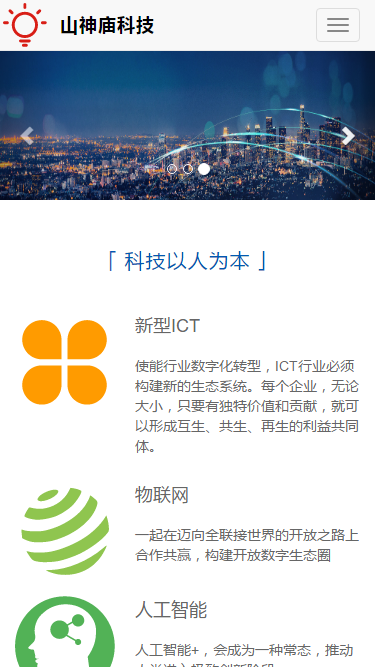 山神庙科技
「 科技以人为本 」
新型ICT
使能行业数字化转型，ICT行业必须
构建新的生态系统。每个企业，无论
大小，只要有独特价值和贡献，就可
以形成互生、共生、再生的利益共同
体。
物联网
一起在迈向全联接世界的开放之路上
合作共赢，构建开放数字生态圈
人工智能
人工智能+，会成为一种常态，推动